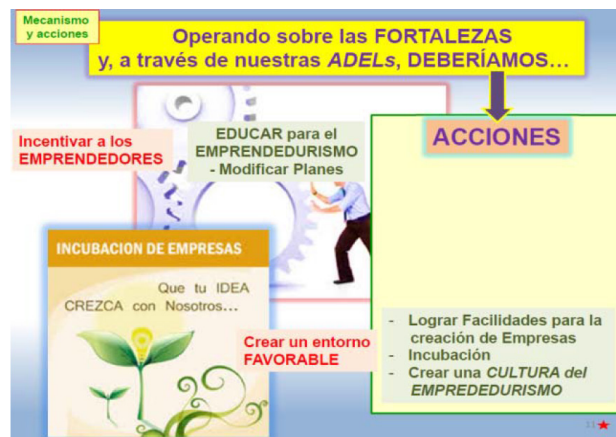 Mecanismo
y acciones
Operando sobre las FORTALEZAS
y, a través de nuestras ADELs, DEBERÍAMOS...
Incentivar a los
EMPRENDEDORES
EDUCAR para el
EMPRENDEDURISMO
- Modificar Planes
ACCIONES
INCUBACION DE EMPRESAS
Que tu IDEA
CREZCA con Nosotros...
Crear un entorno
FAVORABLE
- Lograr Facilidades para la
creación de Empresas
- Incubación
- Crear una CULTURA del
EMPREDEDURISMO
11